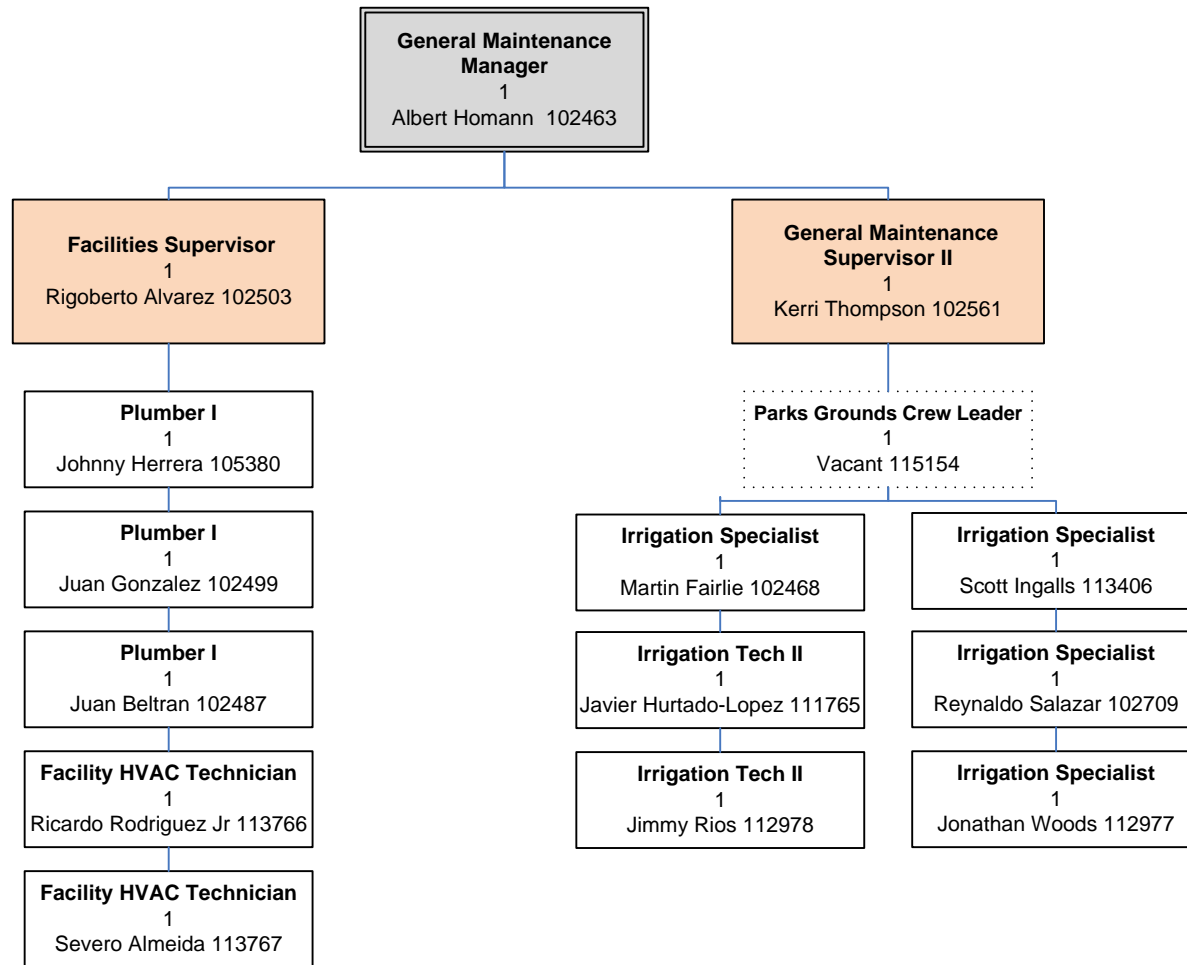 General Maintenance
Manager
1
Albert Homann  102463
Facilities Supervisor
1
Rigoberto Alvarez 102503
General Maintenance
Supervisor II
1
Kerri Thompson 102561
Plumber I
1
Johnny Herrera 105380
Plumber I
1
Juan Gonzalez 102499
Plumber I
1
Juan Beltran 102487
Facility HVAC Technician
1
Ricardo Rodriguez Jr 113766
Facility HVAC Technician
1
Severo Almeida 113767
Parks Grounds Crew Leader
1
Vacant 115154
Irrigation Specialist
1
Martin Fairlie 102468
Irrigation Tech II
1
Javier Hurtado-Lopez 111765
Irrigation Tech II
1
Jimmy Rios 112978
Irrigation Specialist
1
Scott Ingalls 113406
Irrigation Specialist
1
Reynaldo Salazar 102709
Irrigation Specialist
1
Jonathan Woods 112977